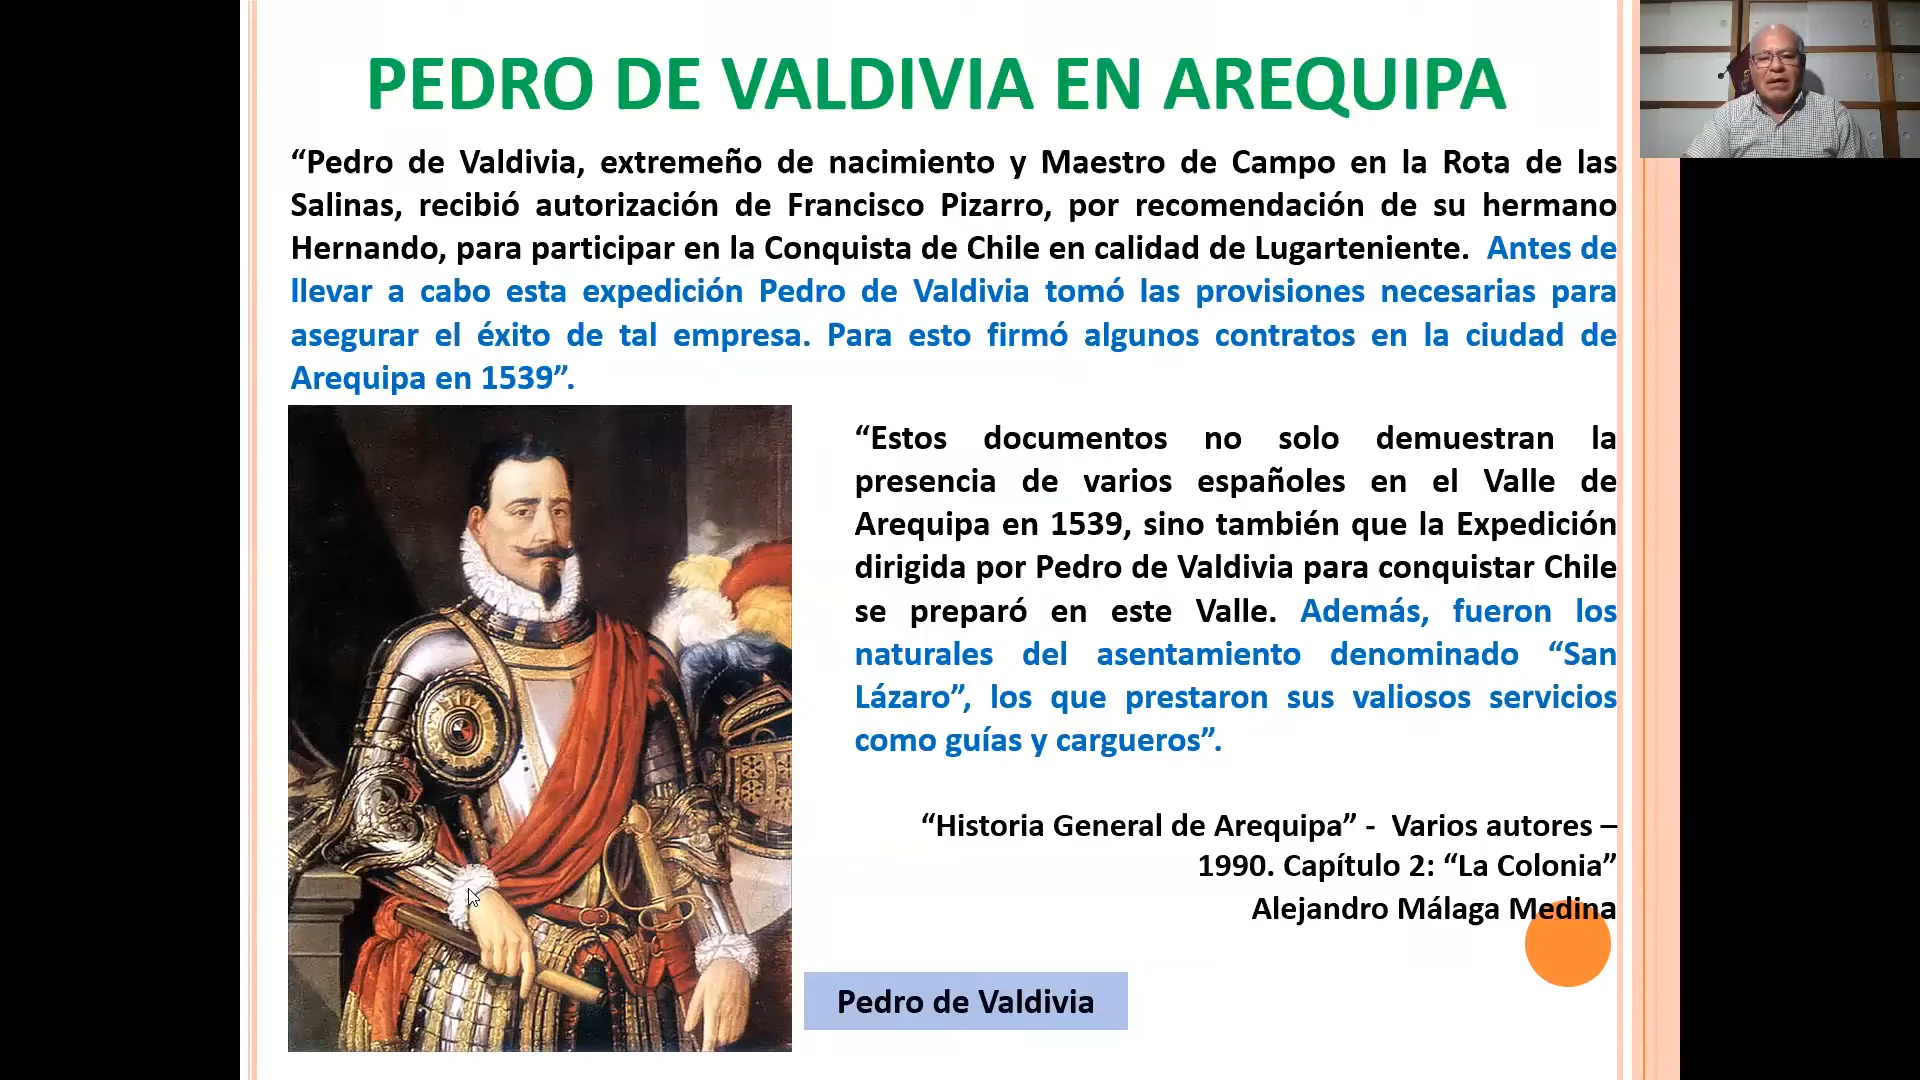 PEDRO DE VALDIVIA EN AREQUIPA
“Pedro de Valdivia, extremeño de nacimiento y Maestro de Campo en la Rota de las
Salinas, recibió autorización de Francisco Pizarro, por recomendación de su hermano
Hernando, para participar en la Conquista de Chile en calidad de Lugarteniente. Antes de
llevar a cabo esta expedición Pedro de Valdivia tomó las provisiones necesarias para
asegurar el éxito de tal empresa. Para esto firmó algunos contratos en la ciudad de
Arequipa en 1539”.
“Estos documentos no solo demuestran la
presencia de varios españoles en el Valle de
Arequipa en 1539, sino también que la Expedición
dirigida por Pedro de Valdivia para conquistar Chile
se preparó en este Valle. Además, fueron los
naturales del asentamiento denominado “San
Lázaro”, los que prestaron sus valiosos servicios
como guías y cargueros”.
“Historia General de Arequipa” - Varios autores –
1990. Capítulo 2: “La Colonia”
Alejandro Málaga Medina
Pedro de Valdivia